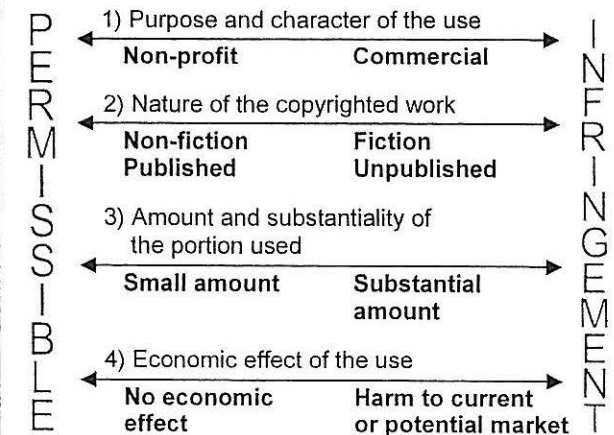 PERMISSIBLE
1) Purpose and character of the use
Non-profit Commercial
2) Nature of the copyrighted work
Non-fiction Fiction
Published Unpublished
3) Amount and substantiality of
the portion used
Small amount Substantial
amount
4) Economic effect of the use
No economic Harm to current
effect or potential market
INFRINGEMENT